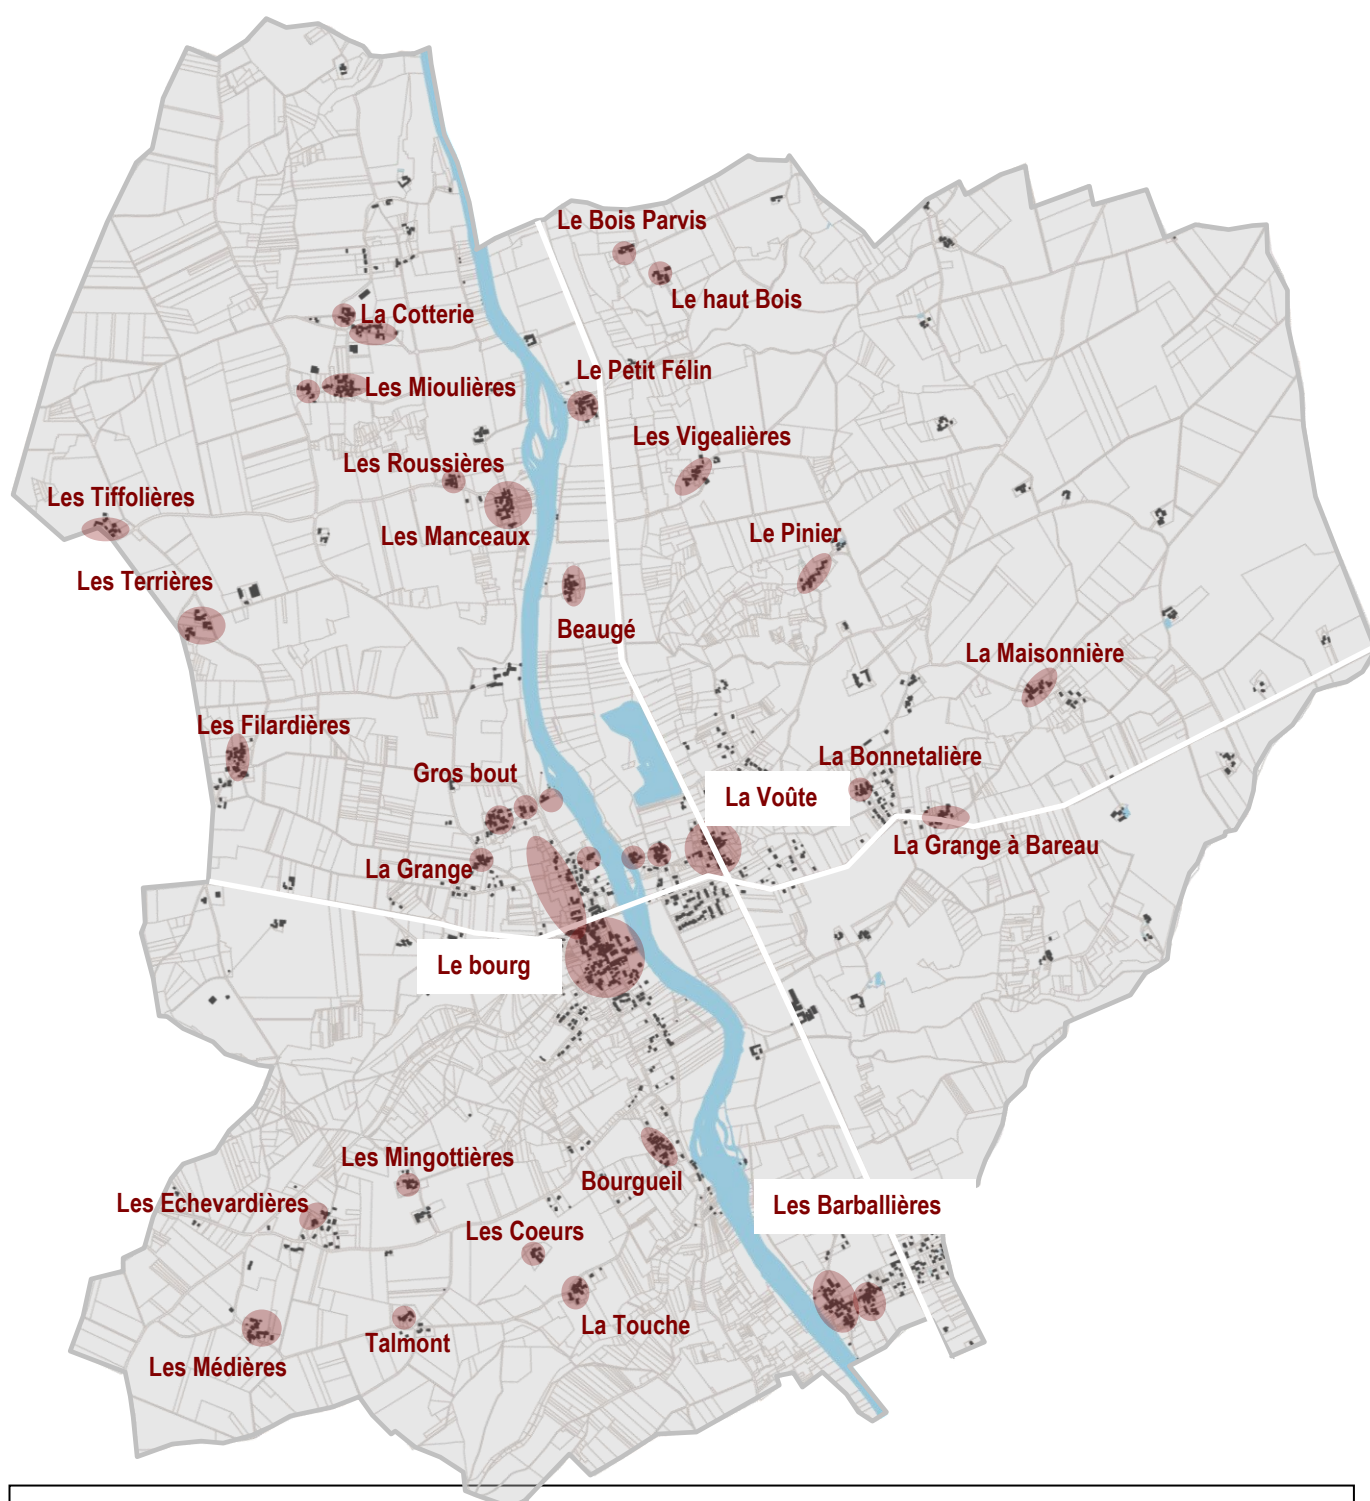 Le Bois Parvis
Le haut Bois
La Cotterie
Le Petit Félin
Les Mioulières
Les Vigealières
Les Roussières
Les Tiffolières
Les Manceaux
Le Pinier
Les Terrières
Beaugé
La Maisonnière
Les Filardières
La Bonnetalière
Gros bout
La Voûte
La Grange à Bareau
La Grange
Le bourg
Les Mingottières
Bourgueil
Les Echevardières
Les Barballières
Les Coeurs
La Touche
Talmont
Les Médières